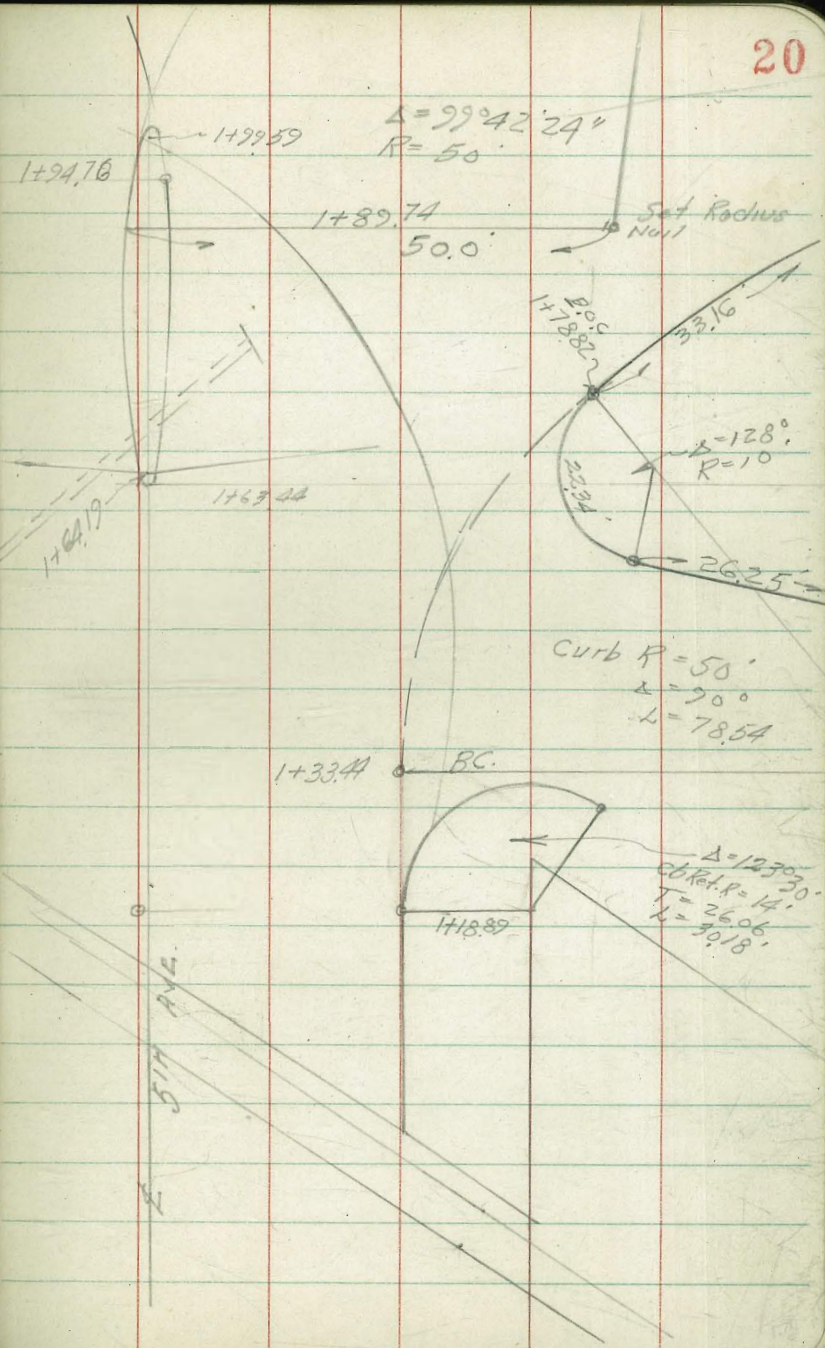 20
Δ=99°42'24"
R=50'
1+99.59
1+94.76
1+89.74
50.0'
Set Radius
Nail
P.O.C
1+78.82
33.16'
Δ=128°
R=10'
22.34'
26.25'
1+63.44
1+64.19
Curb R=50'
Δ=90°
L=78.54
1+33.44
BC.
Δ=123°30'
Cb Ret. R=14'
T=26.06'
L=30.18'
1+18.89
5TH AVE.